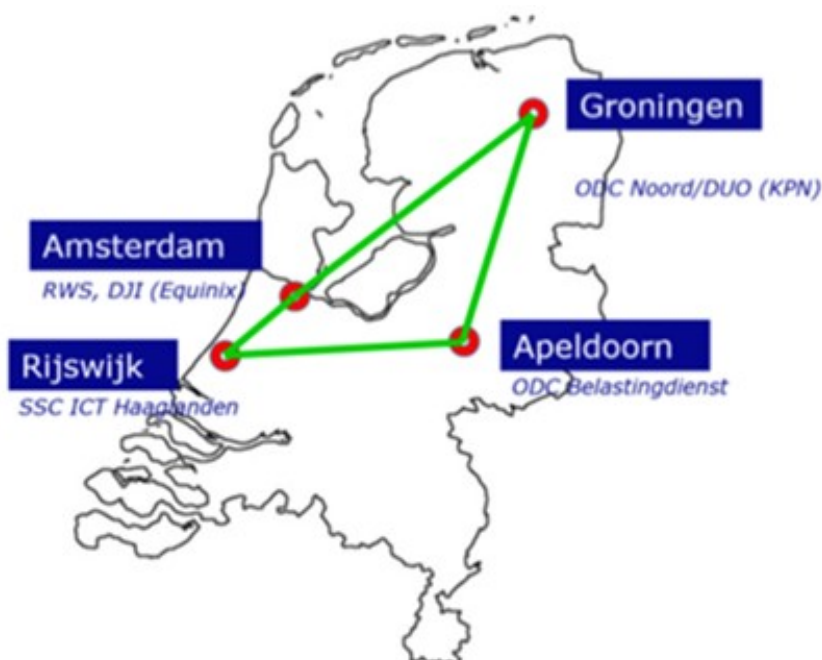 Groningen
ODC Noord/DUO (KPN)
Amsterdam
RWS, DJI (Equinix)
Rijswijk
SSC ICT Haaglanden
Apeldoorn
ODC Belastingdienst